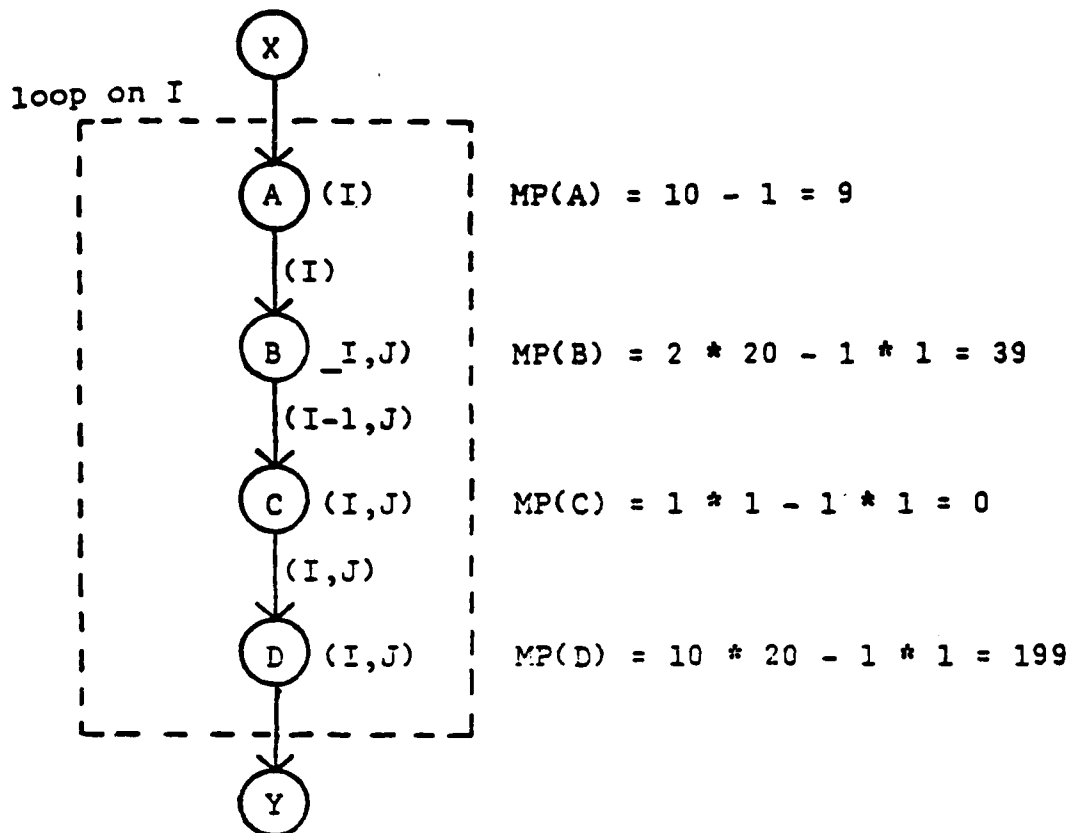 X
loop on I
A (I) MP(A) = 10 - 1 = 9
(I)
B _I,J) MP(B) = 2 * 20 - 1 * 1 = 39
(I-1,J)
C (I,J) MP(C) = 1 * 1 - 1 * 1 = 0
(I,J)
D (I,J) MP(D) = 10 * 20 - 1 * 1 = 199
Y